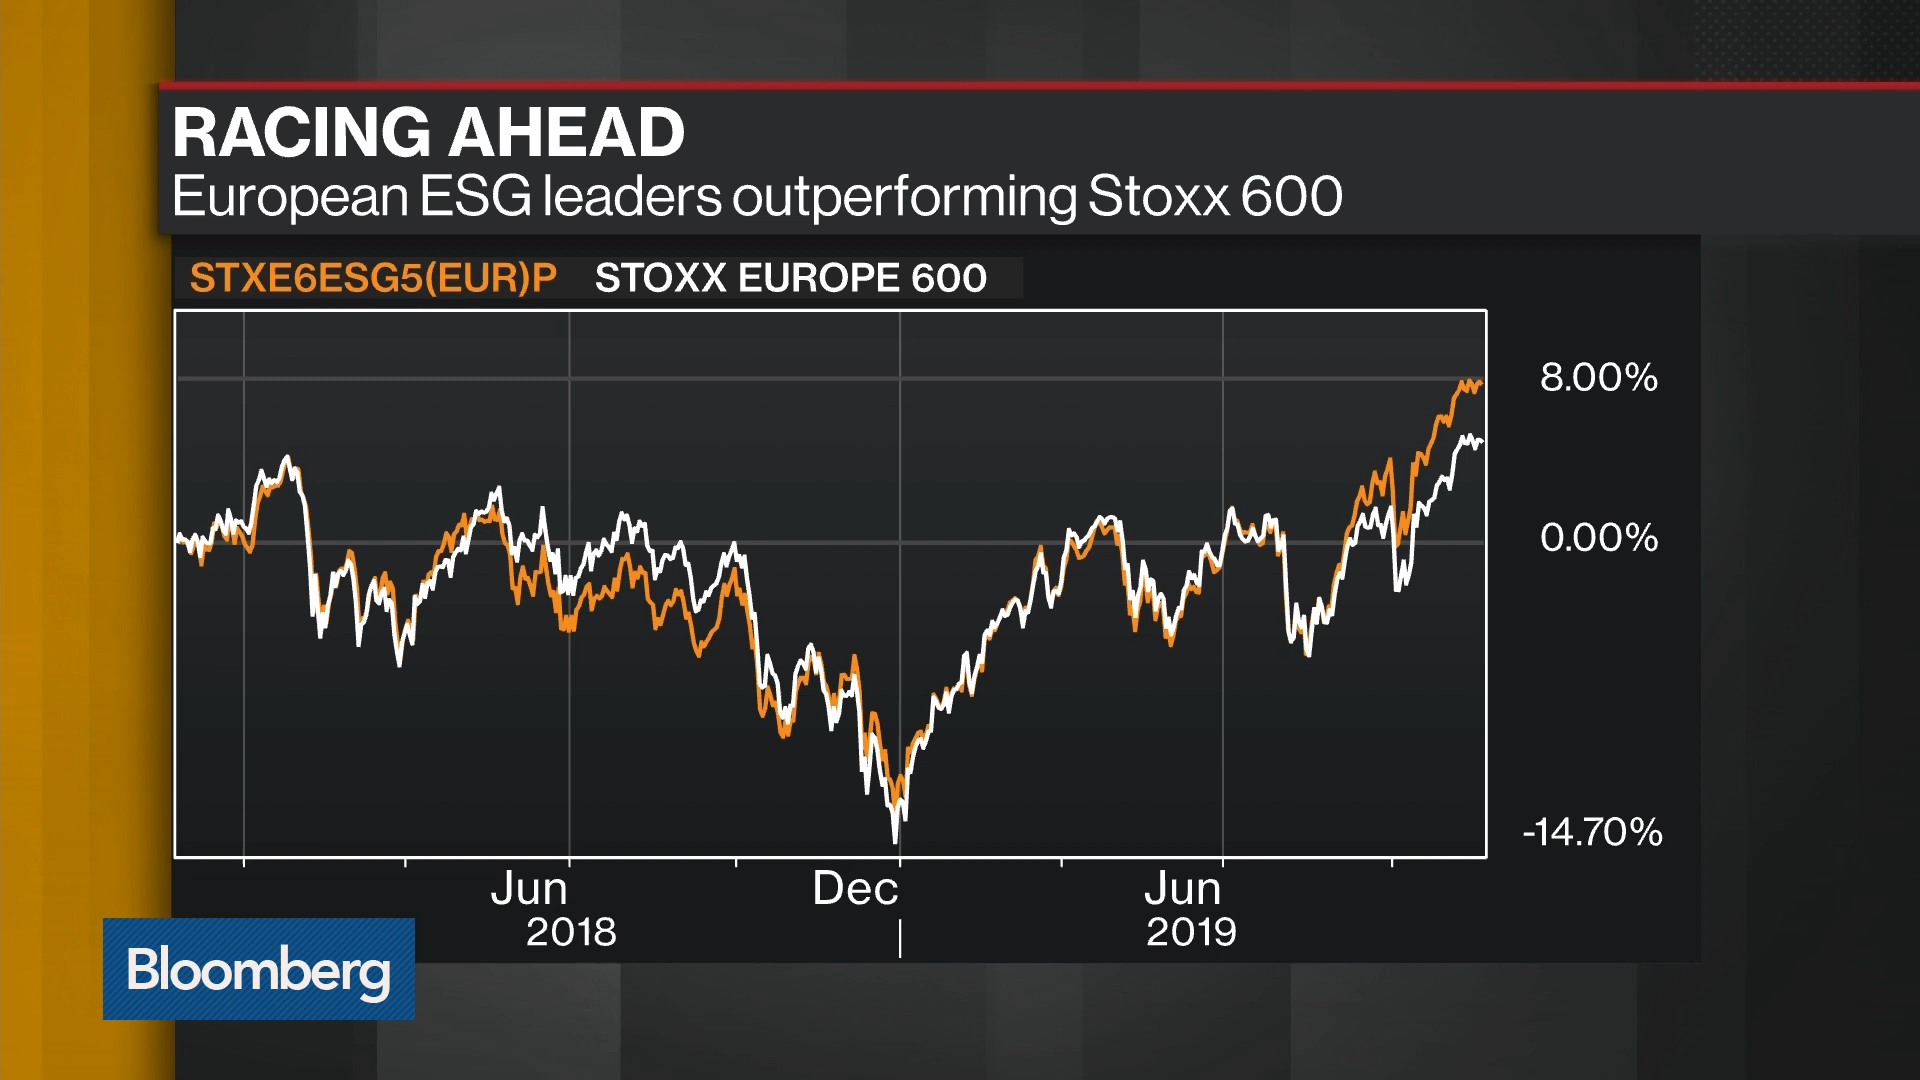 RACING AHEAD
European ESG leaders outperforming Stoxx 600
STXE6ESG5(EUR)P STOXX EUROPE 600
8.00%
0.00%
-14.70%
Jun Dec Jun
2018 2019
Bloomberg